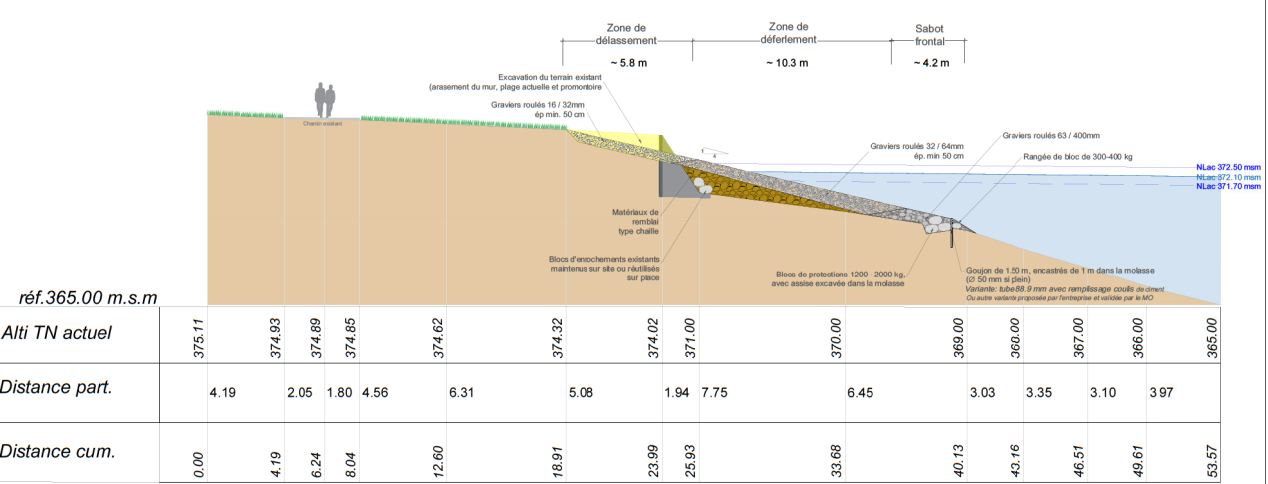 Zone de
délassement
~ 5.8 m
Zone de
déferlement
~ 10.3 m
Sabot
frontal
~ 4.2 m
Excavation du terrain existant
(arasement du mur, plage actuelle et promontoire
Graviers roulés 16 / 32mm
ép min. 50 cm
Chemin existant
1
4
Graviers roulés 32 / 64mm
ép. min 50 cm
Graviers roulés 63 / 400mm
Rangée de bloc de 300-400 kg
NLac 372.50 msm
NLac 372.10 msm
NLac 371.70 msm
Matériaux de
remblai
type chaille
Blocs d'enrochements existants
maintenus sur site ou réutilisés
sur place
Blocs de protections 1200 - 2000 kg,
avec assise excavée dans la molasse
Goujon de 1.50 m, encastrés de 1 m dans la molasse
(Ø 50 mm si plein)
Variante: tube88.9 mm avec remplissage coulis de ciment
Ou autre variante proposée par l'entreprise et validée par le MO
réf.365.00 m.s.m
Alti TN actuel 375.11 374.93 374.89 374.85 374.62 374.32 374.02 371.00 370.00 369.00 368.00 367.00 366.00 365.00
Distance part. 4.19 2.05 1.80 4.56 6.31 5.08 1.94 7.75 6.45 3.03 3.35 3.10 3.97
Distance cum. 0.00 4.19 6.24 8.04 12.60 18.91 23.99 25.93 33.68 40.13 43.16 46.51 49.61 53.57